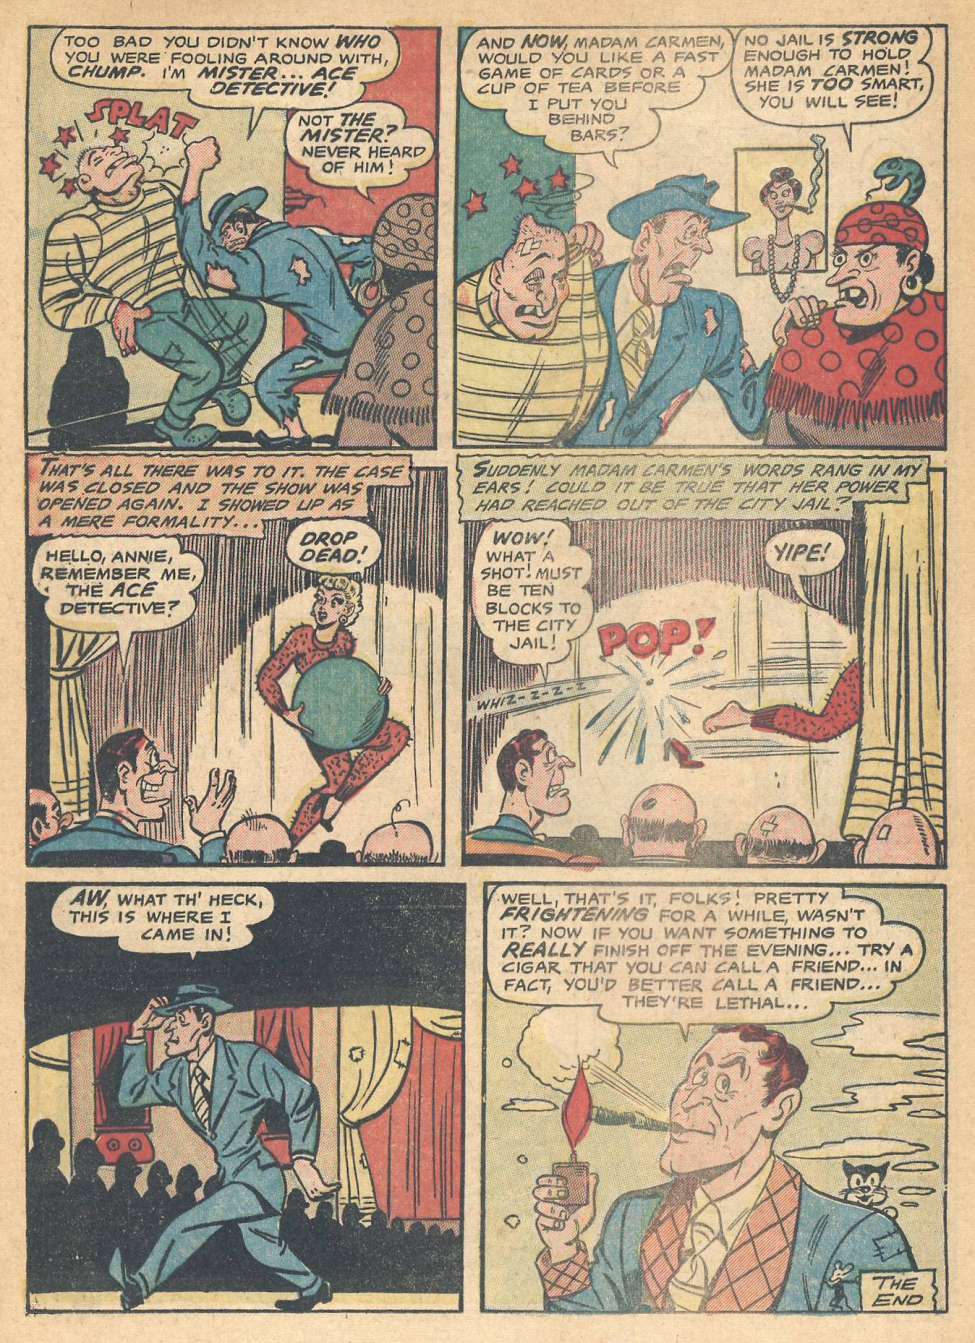 TOO BAD YOU DIDN'T KNOW WHO
YOU WERE FOOLING AROUND WITH,
CHUMP. I'M MISTER... ACE
DETECTIVE!
SPLAT
NOT THE
MISTER?
NEVER HEARD
OF HIM!
AND NOW, MADAM CARMEN,
WOULD YOU LIKE A FAST
GAME OF CARDS OR A
CUP OF TEA BEFORE
I PUT YOU
BEHIND
BARS?
NO JAIL IS STRONG
ENOUGH TO HOLD
MADAM CARMEN!
SHE IS TOO SMART,
YOU WILL SEE!
THAT'S ALL THERE WAS TO IT. THE CASE
WAS CLOSED AND THE SHOW WAS
OPENED AGAIN. I SHOWED UP AS
A MERE FORMALITY...
HELLO, ANNIE,
REMEMBER ME,
THE ACE
DETECTIVE?
DROP
DEAD!
SUDDENLY MADAM CARMEN'S WORDS RANG IN MY
EARS! COULD IT BE TRUE THAT HER POWER
HAD REACHED OUT OF THE CITY JAIL?
WOW!
WHAT A
SHOT! MUST
BE TEN
BLOCKS TO
THE CITY
JAIL!
YIPE!
POP!
WHIZ-Z-Z-Z-Z
AW, WHAT TH' HECK,
THIS IS WHERE I
CAME IN!
WELL, THAT'S IT, FOLKS! PRETTY
FRIGHTENING FOR A WHILE, WASN'T
IT? NOW IF YOU WANT SOMETHING TO
REALLY FINISH OFF THE EVENING... TRY A
CIGAR THAT YOU CAN CALL A FRIEND... IN
FACT, YOU'D BETTER CALL A FRIEND...
THEY'RE LETHAL...
THE
END